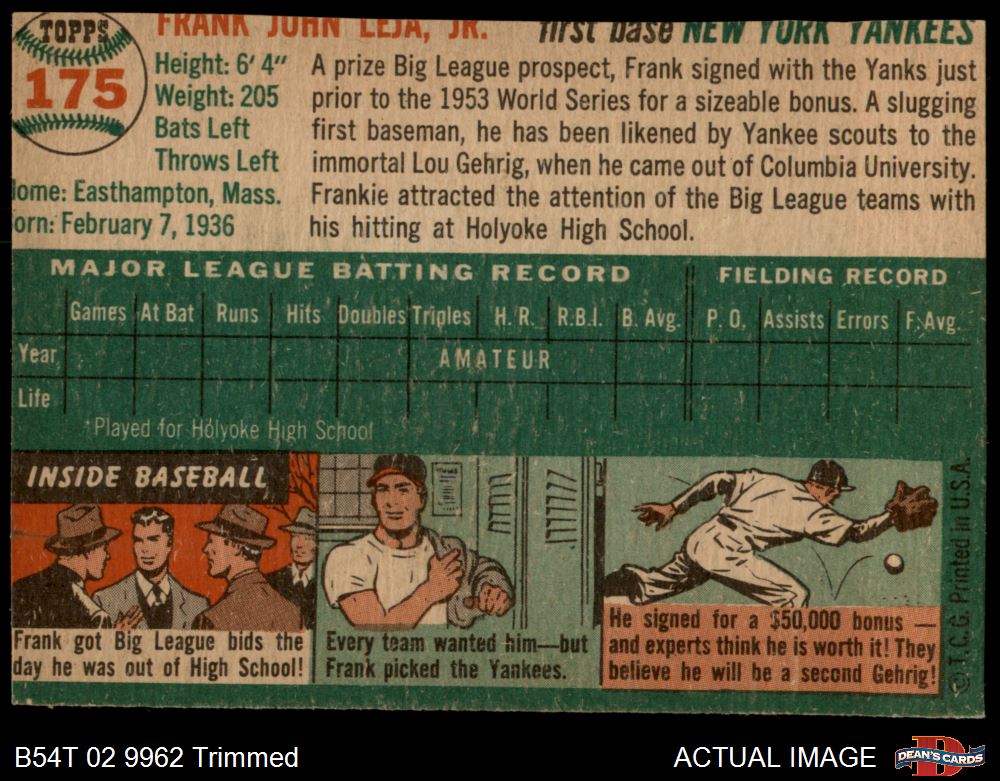 TOPPS
175
FRANK JOHN LEJA, JR. first base NEW YORK YANKEES
Height: 6' 4"
Weight: 205
Bats Left
Throws Left
ome: Easthampton, Mass.
orn: February 7, 1936
A prize Big League prospect, Frank signed with the Yanks just
prior to the 1953 World Series for a sizeable bonus. A slugging
first baseman, he has been likened by Yankee scouts to the
immortal Lou Gehrig, when he came out of Columbia University.
Frankie attracted the attention of the Big League teams with
his hitting at Holyoke High School.
MAJOR LEAGUE BATTING RECORD FIELDING RECORD
Games At Bat Runs Hits Doubles Triples H.R. R.B.I. B. Avg. P.O. Assists Errors F. Avg.
Year AMATEUR
Life
*Played for Holyoke High School
INSIDE BASEBALL
Frank got Big League bids the
day he was out of High School!
Every team wanted him—but
Frank picked the Yankees.
He signed for a $50,000 bonus —
and experts think he is worth it! They
believe he will be a second Gehrig!
© T.C.G. Printed in U.S.A.
B54T 02 9962 Trimmed
ACTUAL IMAGE
DEAN'S CARDS